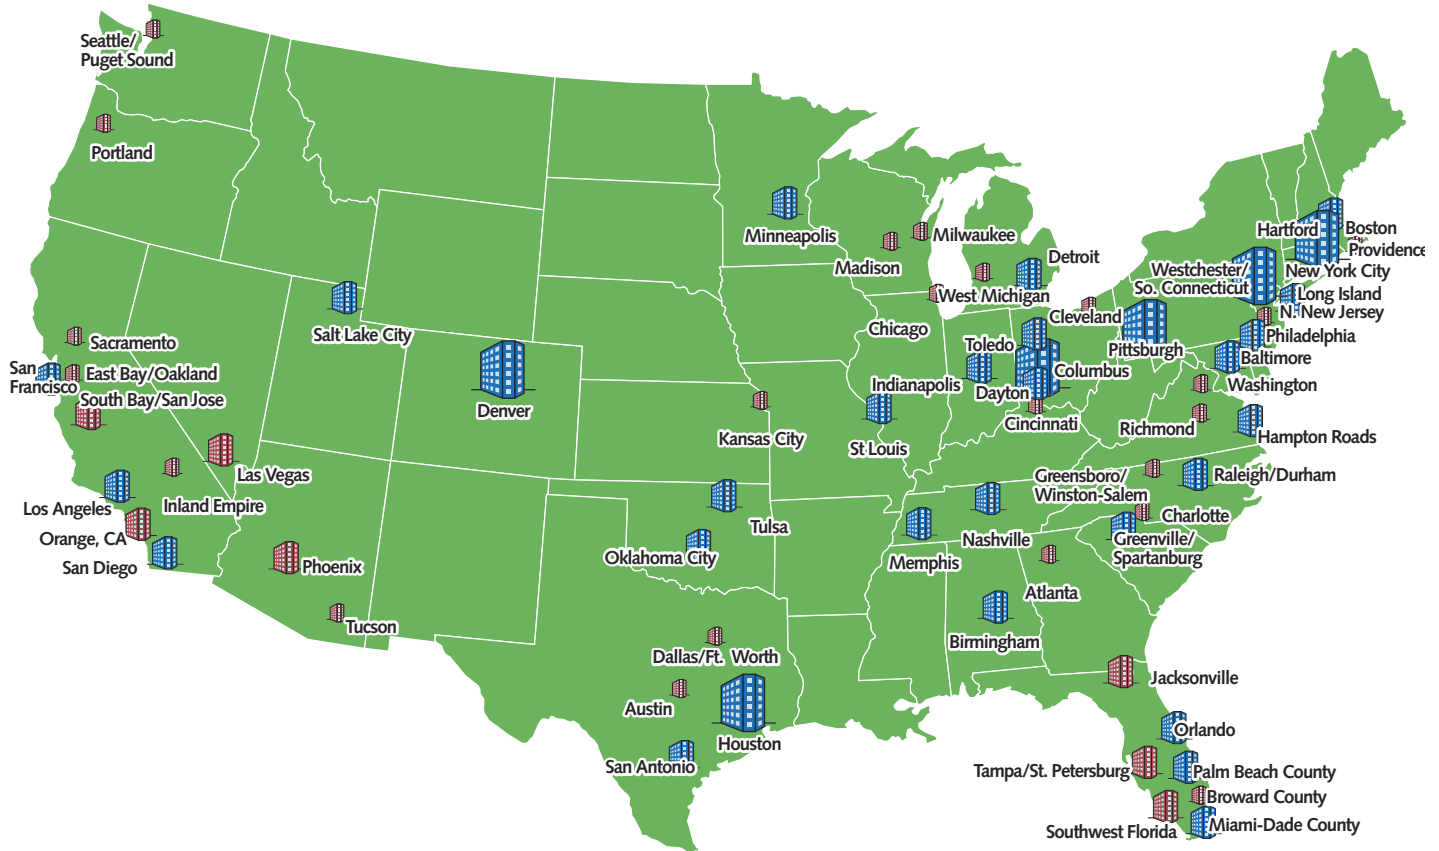 Seattle/
Puget Sound
Portland
Minneapolis
Milwaukee
Madison
Detroit
West Michigan
Hartford
Boston
Providence
Westchester/
So. Connecticut
New York City
Long Island
N. New Jersey
Salt Lake City
Chicago
Cleveland
Toledo
Pittsburgh
Philadelphia
Baltimore
Sacramento
San
Francisco
East Bay/Oakland
South Bay/San Jose
Denver
Indianapolis
Columbus
Dayton
Washington
Cincinnati
Richmond
Hampton Roads
Kansas City
St Louis
Las Vegas
Inland Empire
Los Angeles
Greensboro/
Winston-Salem
Raleigh/Durham
Orange, CA
San Diego
Phoenix
Tucson
Tulsa
Oklahoma City
Nashville
Memphis
Charlotte
Greenville/
Spartanburg
Atlanta
Birmingham
Dallas/Ft. Worth
Austin
Houston
San Antonio
Jacksonville
Orlando
Tampa/St. Petersburg
Palm Beach County
Broward County
Southwest Florida
Miami-Dade County